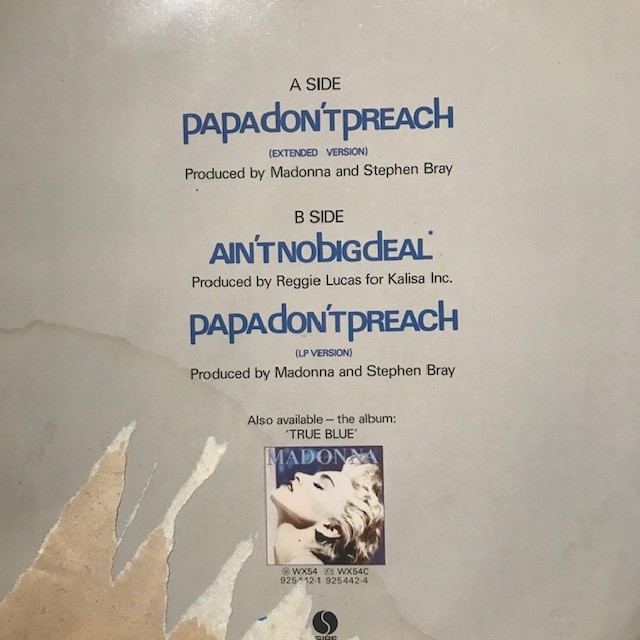 A SIDE
PAPA don'T PREACH
(EXTENDED VERSION)
Produced by Madonna and Stephen Bray
B SIDE
AIN'T NO BIG dEAL*
Produced by Reggie Lucas for Kalisa Inc.
PAPA don'T PREACH
(LP VERSION)
Produced by Madonna and Stephen Bray
Also available – the album:
'TRUE BLUE'
MADONNA
WX54 WX54C
925442-1 925442-4
SIRE